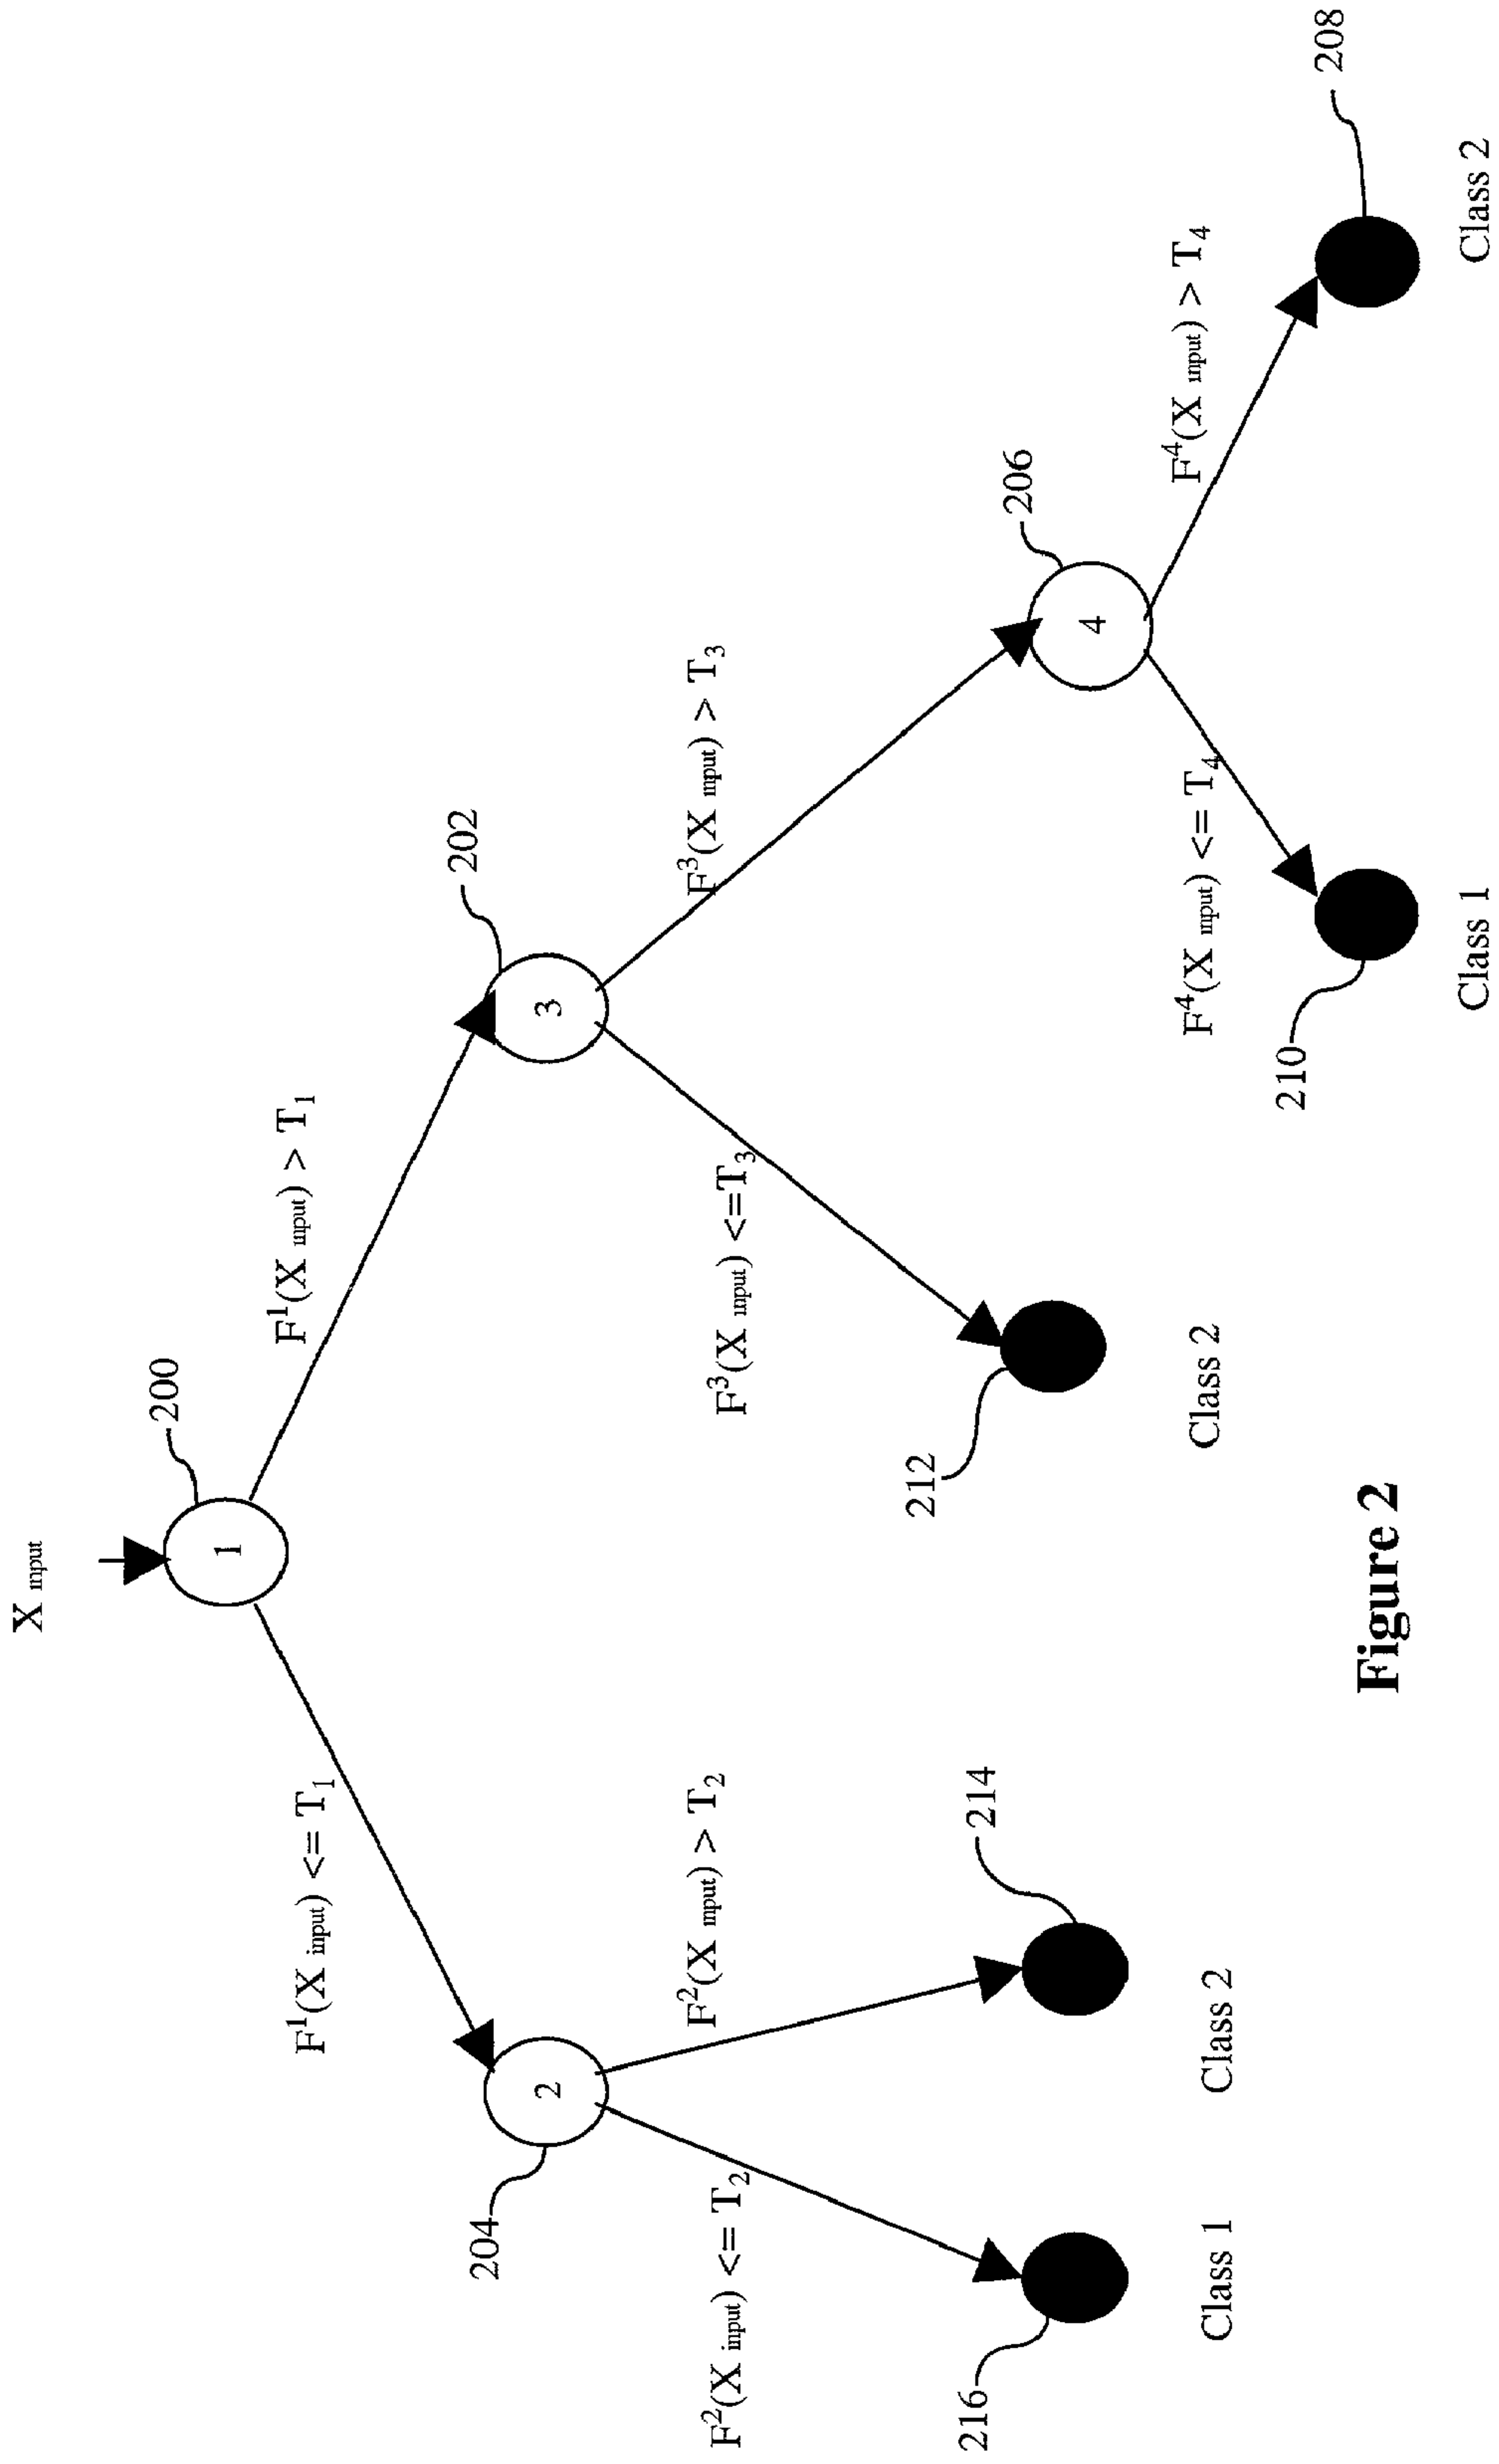 X input
200
1
F¹(X input) <= T₁
F¹(X input) > T₁
202
204
2
3
F²(X input) <= T₂
F²(X input) > T₂
F³(X input) <=T₃
F³(X input) > T₃
206
4
216
214
212
F⁴(X input) <= T₄
F⁴(X input) > T₄
210
208
Class 1
Class 2
Class 2
Class 1
Class 2
Figure 2